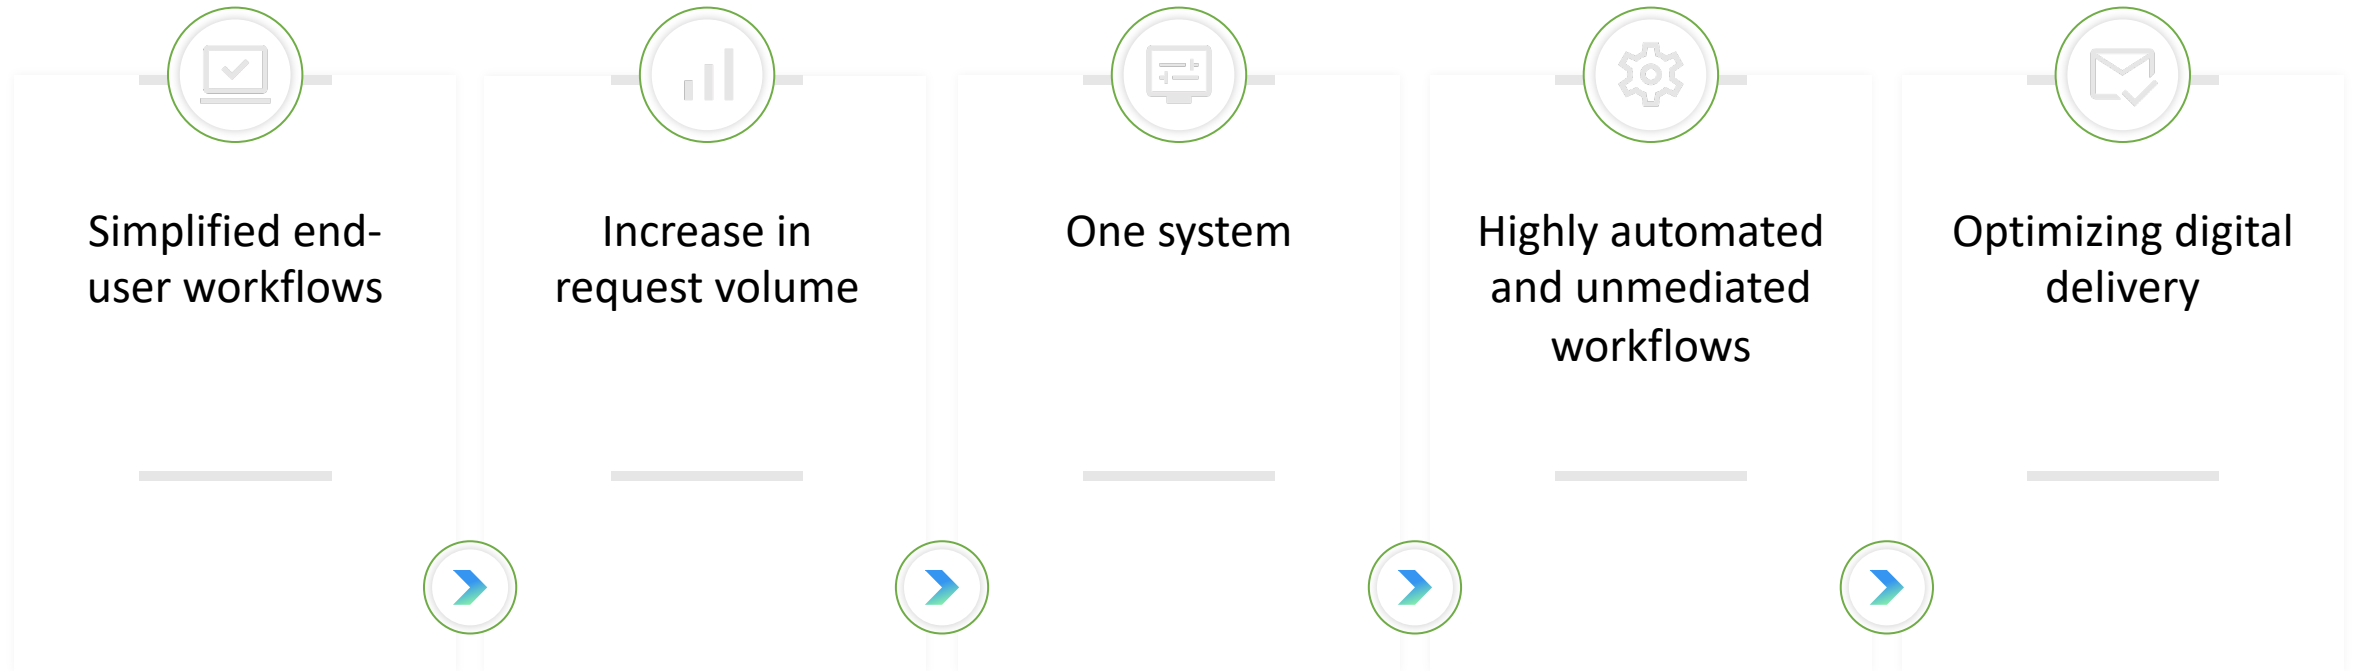 Simplified end-
user workflows
Increase in
request volume
One system
Highly automated
and unmediated
workflows
Optimizing digital
delivery